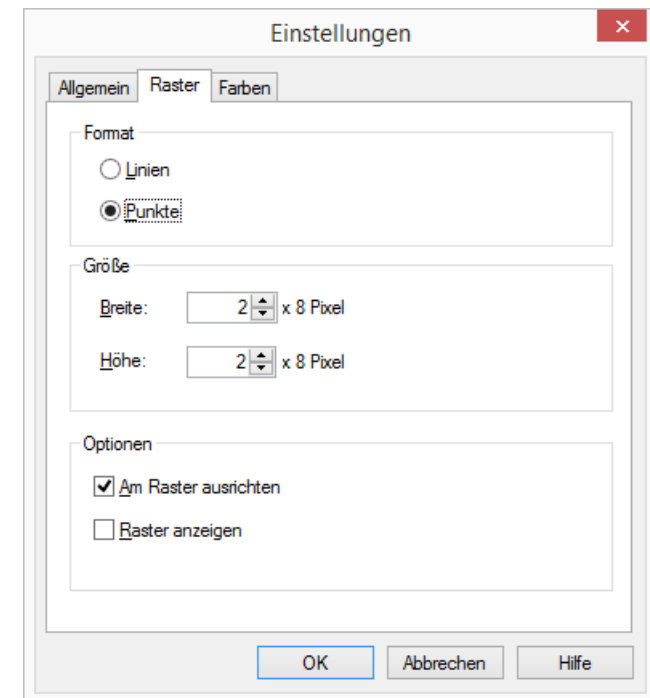 Einstellungen
Allgemein Raster Farben
Format
Linien
Punkte
Größe
Breite: 2 x 8 Pixel
Höhe: 2 x 8 Pixel
Optionen
Am Raster ausrichten
Raster anzeigen
OK Abbrechen Hilfe